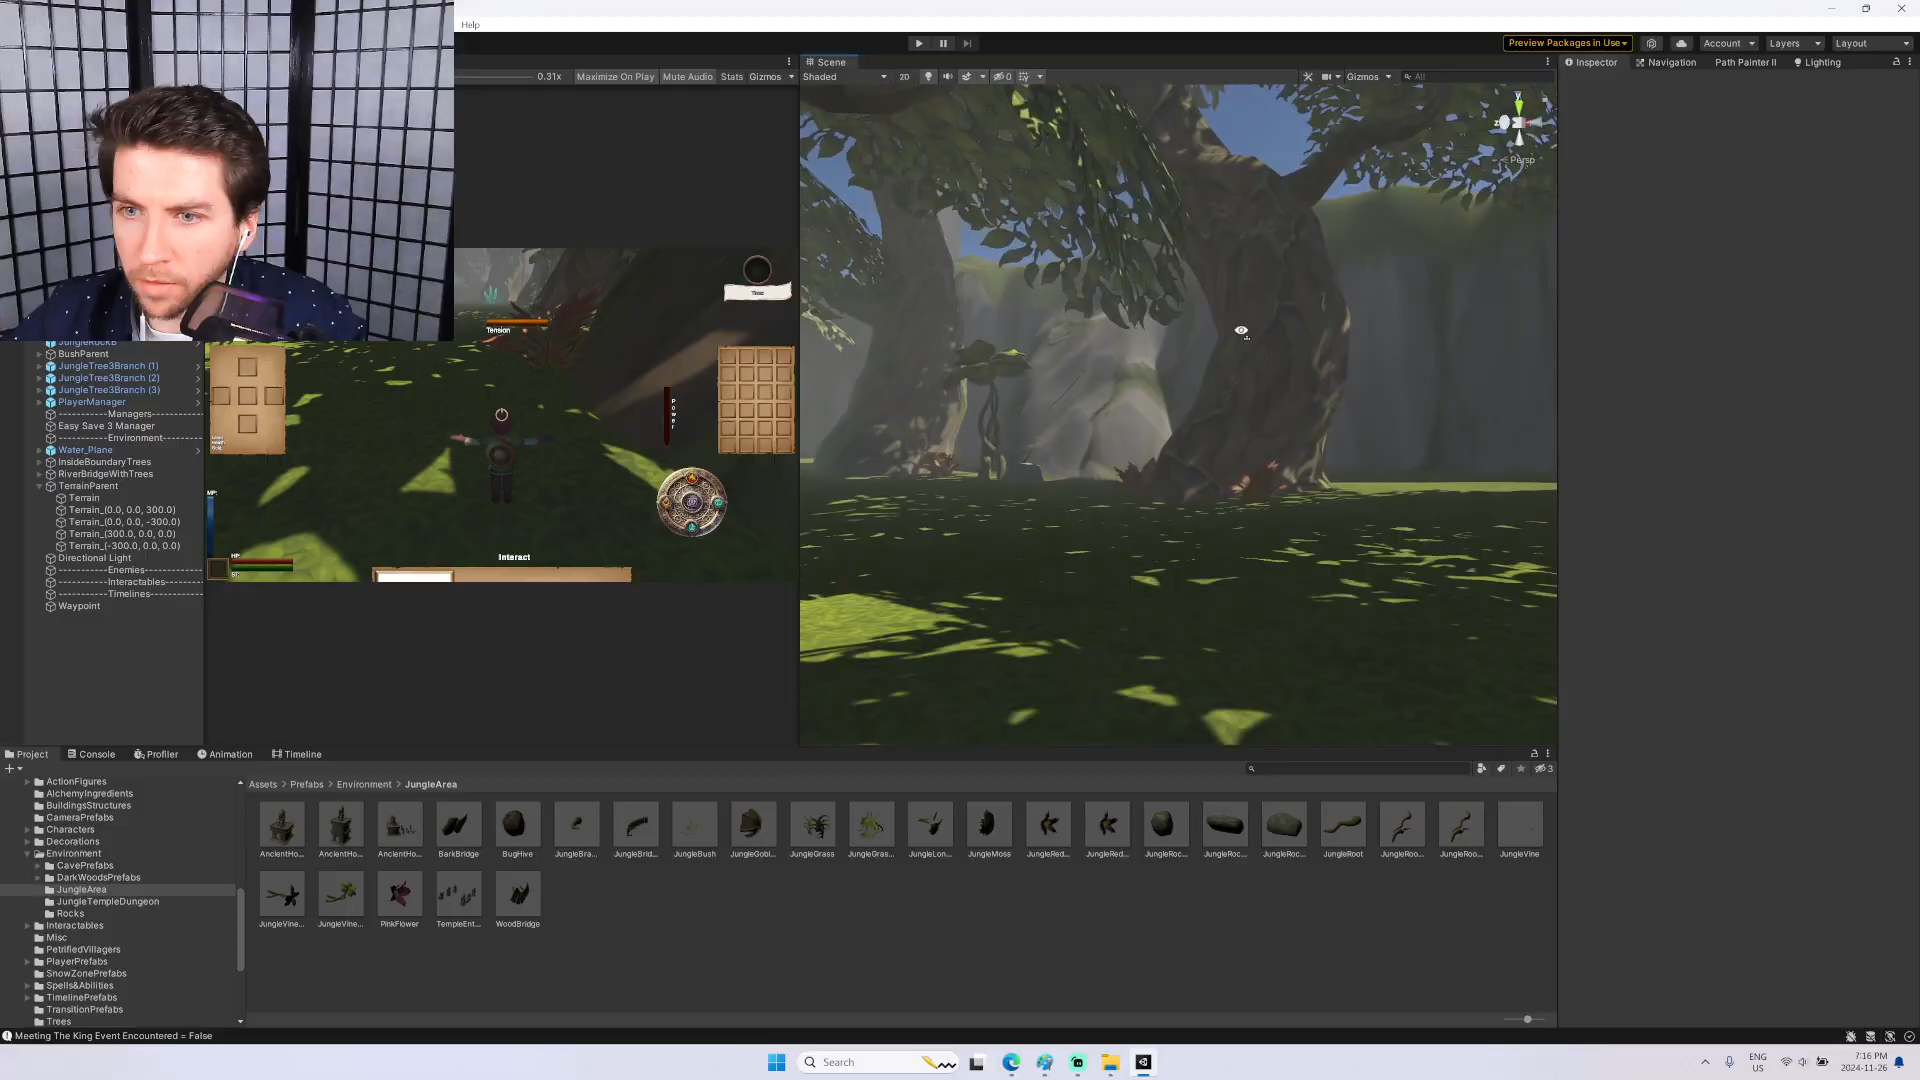 Help
Preview Packages in Use
Account
Layers
Layout
0.31x
Maximize On Play
Mute Audio
Stats
Gizmos
Scene
Shaded
2D
0
Gizmos
All
Inspector
Navigation
Path Painter II
Lighting
y
z
Persp
Tension
Power
MP:
HP:
ST:
Interact
JungleRockB
BushParent
JungleTree3Branch (1)
JungleTree3Branch (2)
JungleTree3Branch (3)
PlayerManager
-----------Managers-----------
Easy Save 3 Manager
-----------Environment-----------
Water_Plane
InsideBoundaryTrees
RiverBridgeWithTrees
TerrainParent
Terrain
Terrain_(0.0, 0.0, 300.0)
Terrain_(0.0, 0.0, -300.0)
Terrain_(300.0, 0.0, 0.0)
Terrain_(-300.0, 0.0, 0.0)
Directional Light
-----------Enemies-----------
-----------Interactables-----------
-----------Timelines-----------
Waypoint
Project
Console
Profiler
Animation
Timeline
3
ActionFigures
AlchemyIngredients
BuildingsStructures
CameraPrefabs
Characters
Decorations
Environment
CavePrefabs
DarkWoodsPrefabs
JungleArea
JungleTempleDungeon
Rocks
Interactables
Misc
PetrifiedVillagers
PlayerPrefabs
SnowZonePrefabs
Spells&Abilities
TimelinePrefabs
TransitionPrefabs
Trees
Assets > Prefabs > Environment > JungleArea
AncientHo...
AncientHo...
AncientHo...
BarkBridge
BugHive
JungleBra...
JungleBrid...
JungleBush
JungleGobl...
JungleGrass
JungleGras...
JungleLon...
JungleMoss
JungleRed...
JungleRed...
JungleRoc...
JungleRoc...
JungleRoc...
JungleRoot
JungleRoo...
JungleRoo...
JungleVine
JungleVine...
JungleVine...
PinkFlower
TempleEnt...
WoodBridge
Meeting The King Event Encountered = False
Search
ENG
US
7:16 PM
2024-11-26